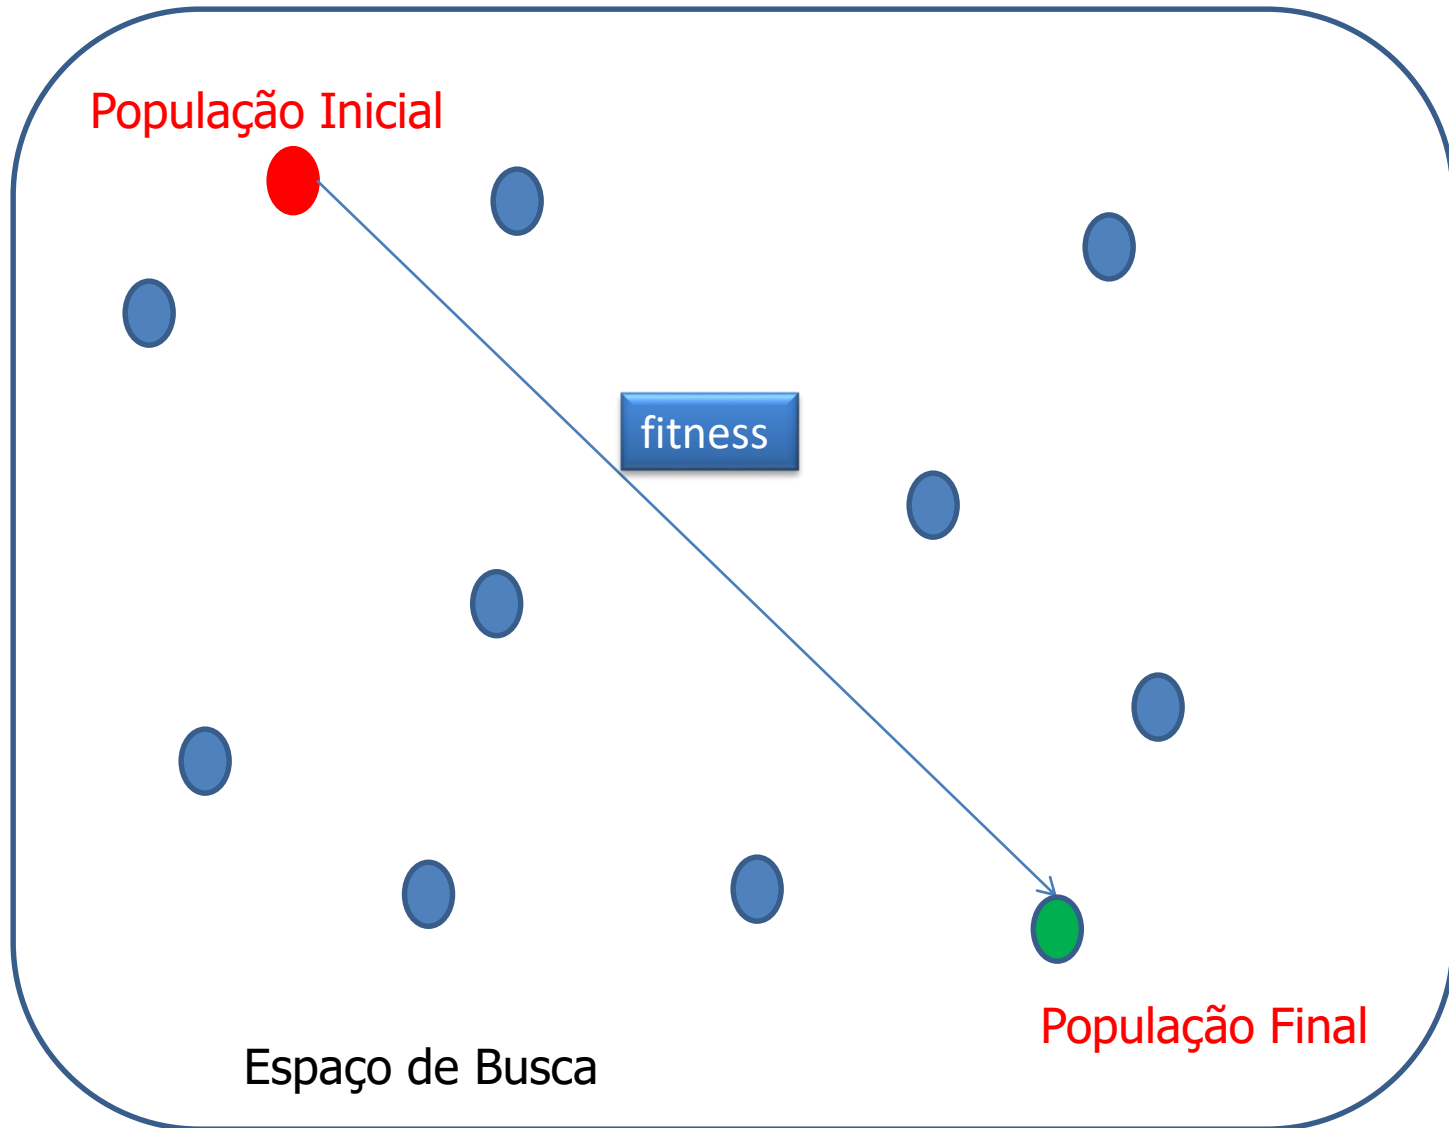 População Inicial
fitness
População Final
Espaço de Busca